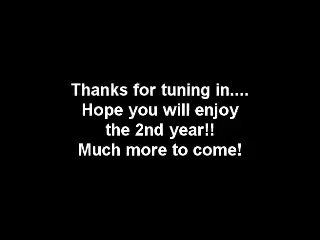 Thanks for tuning in....
Hope you will enjoy
the 2nd year!!
Much more to come!